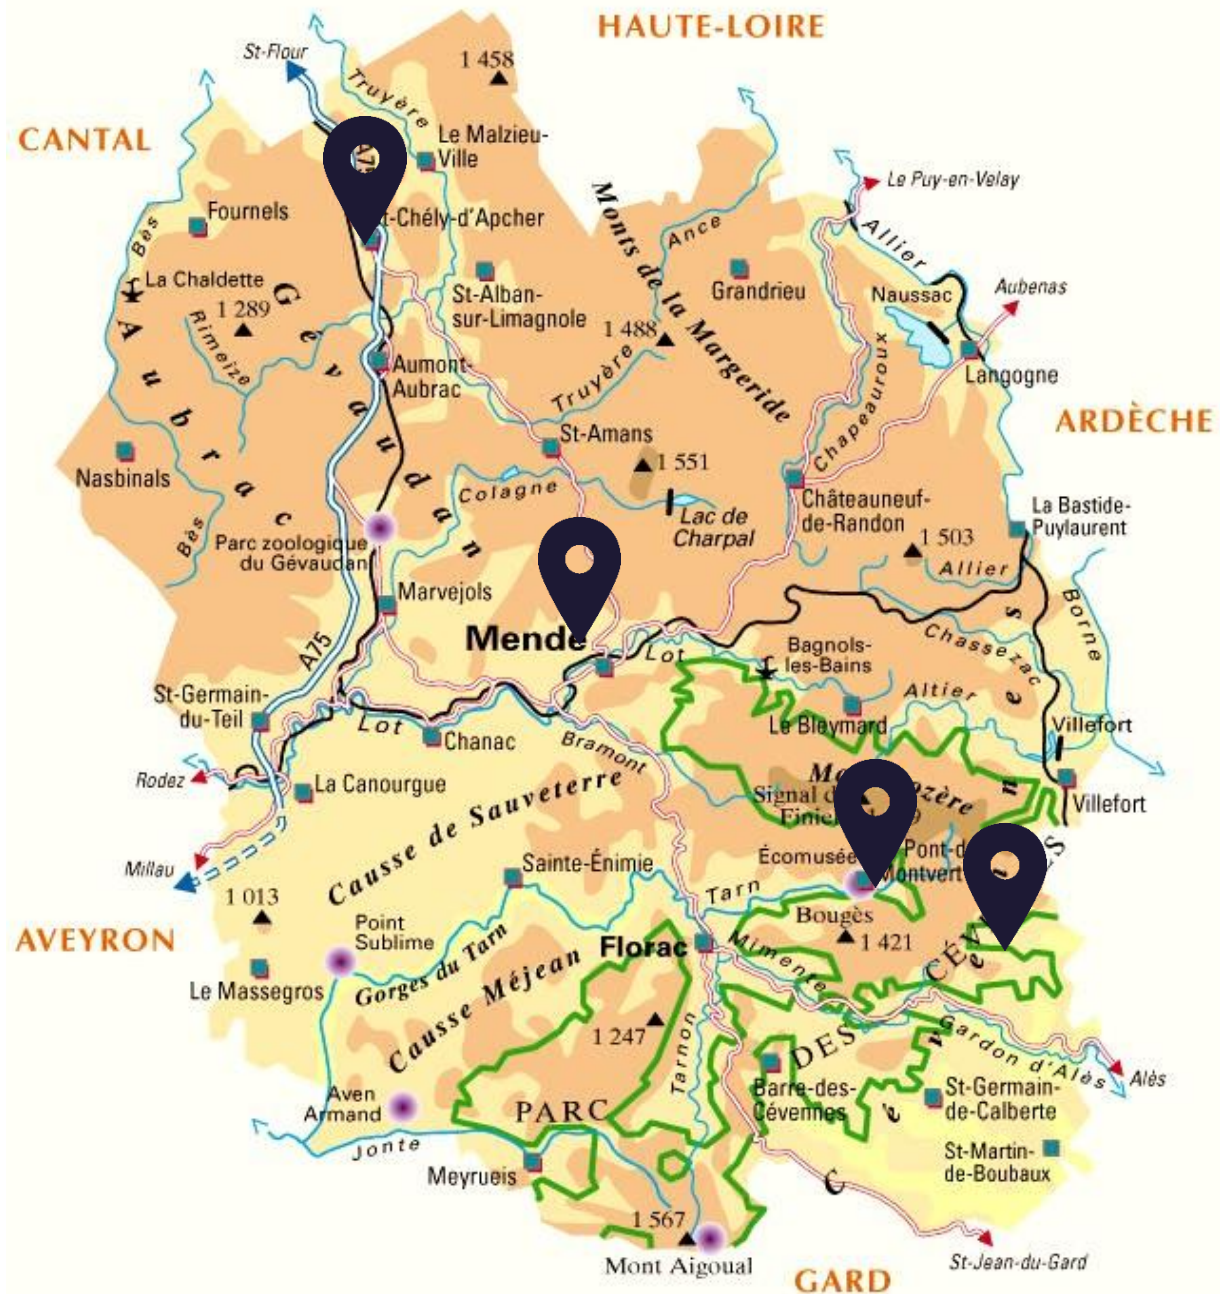 HAUTE-LOIRE
St-Flour
1 458
Truyère
CANTAL
Le Malzieu-
Ville
Le Puy-en-Velay
Fournels
t-Chély-d'Apcher
Monts de la Margeride
Ance
Allier
Bès
La Chaldette
St-Alban-
sur-Limagnole
Grandrieu
Naussac
Aubenas
1 289
Rimeize
Gévaudan
Aubrac
1 488
Truyère
Aumont-
Aubrac
Langogne
Chapeauroux
ARDÈCHE
Nasbinals
St-Amans
1 551
Colagne
Lac de
Charpal
Châteauneuf-
de-Randon
La Bastide-
Puylaurent
1 503
Bès
Parc zoologique
du Gévaudan
Allier
Marvejols
Borne
Chassezac
Mende
Lot
Bagnols-
les-Bains
A75
St-Germain-
du-Teil
Altier
Le Bleymard
Villefort
Lot
Chanac
Bramont
Rodez
La Canourgue
Causse de Sauveterre
Signal d
Finie
9
ozère
Villefort
Millau
Sainte-Énimie
Écomusée
Pont-d
Montvert
Tarn
1 013
Point
Sublime
Bougès
1 421
AVEYRON
Gorges du Tarn
Florac
Mimente
Le Massegros
Causse Méjean
1 247
Tarnon
DES
Gardon d'Alès
Alès
Aven
Armand
PARC
Barre-des-
Cévennes
St-Germain-
de-Calberte
Jonte
Meyrueis
St-Martin-
de-Boubaux
1 567
Mont Aigoual
St-Jean-du-Gard
GARD